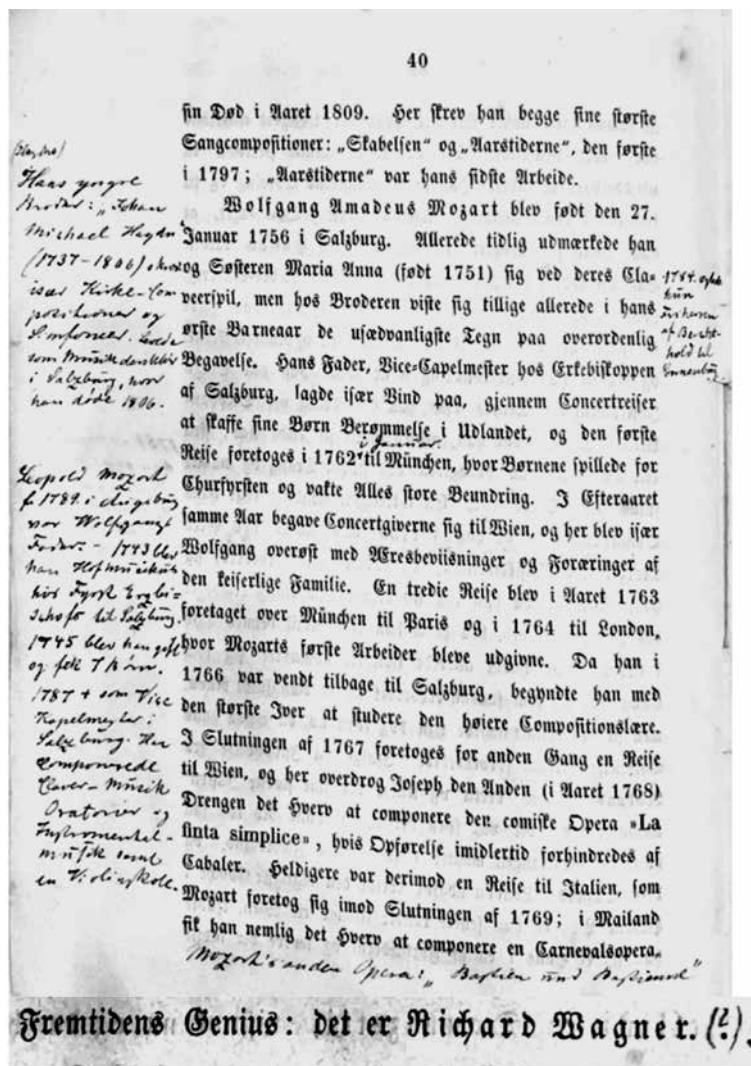 40
sin Død i Aaret 1809. Her skrev han begge sine største
Sangcompositioner: „Skabelsen“ og „Aarstiderne“, den første
i 1797; „Aarstiderne“ var hans sidste Arbeide.
Wolfgang Amadeus Mozart blev født den 27.
Januar 1756 i Salzburg. Allerede tidlig udmærkede han
og Søsteren Maria Anna (født 1751) sig ved deres Cla-
veerspil, men hos Broderen viste sig tillige allerede i hans
ørste Barneaar de usædvanligste Tegn paa overordenlig
Begavelse. Hans Fader, Vice-Capelmester hos Erkebiskoppen
af Salzburg, lagde især Vind paa, gjennem Concertreiser
at skaffe sine Børn Berømmelse i Udlandet, og den første
i Januar
Reise foretoges i 1762 til München, hvor Børnene spillede for
Churfyrsten og vakte Alles store Beundring. I Efteraaret
samme Aar begave Concertgiverne sig til Wien, og her blev især
Wolfgang overøst med Æresbeviisninger og Foræringer af
den keiserlige Familie. En tredie Reise blev i Aaret 1763
foretaget over München til Paris og i 1764 til London,
hvor Mozarts første Arbeider bleve udgivne. Da han i
1766 var vendt tilbage til Salzburg, begyndte han med
den største Iver at studere den høiere Compositionslære.
I Slutningen af 1767 foretoges for anden Gang en Reise
til Wien, og her overdrog Joseph den Anden (i Aaret 1768)
Drengen det Hverv at componere den comiske Opera »La
finta simplice«, hvis Opførelse imidlertid forhindredes af
Cabaler. Heldigere var derimod en Reise til Italien, som
Mozart foretog sig imod Slutningen af 1769; i Mailand
fik han nemlig det Hverv at componere en Carnevalsopera.
Mozart's anden Opera: „Bastien und Bastienne“
Hans yngre
Broder: „Johan
Michael Haydn
(1737-1806) skrev
især Kirke-Com-
positioner og
Symfonier.
som Musikdirektør
i Salzburg, hvor
han døde 1806.
Leopold Mozart
var Wolfgangs
Fader. - 1743 blev
han Hofmusikus
hos Fyrst Erzbi-
schof til Salzburg.
1745 blev han gift
og fik 7 Børn.
1787 † som Vice
Kapelmester i
Salzburg. Han
componerede
Claver-Musik
Oratorier og
Instrumental-
musik samt
en Violinskole.
1784
hun
af Bercht-
hold til
Fremtidens Genius: det er Richard Wagner. (!).